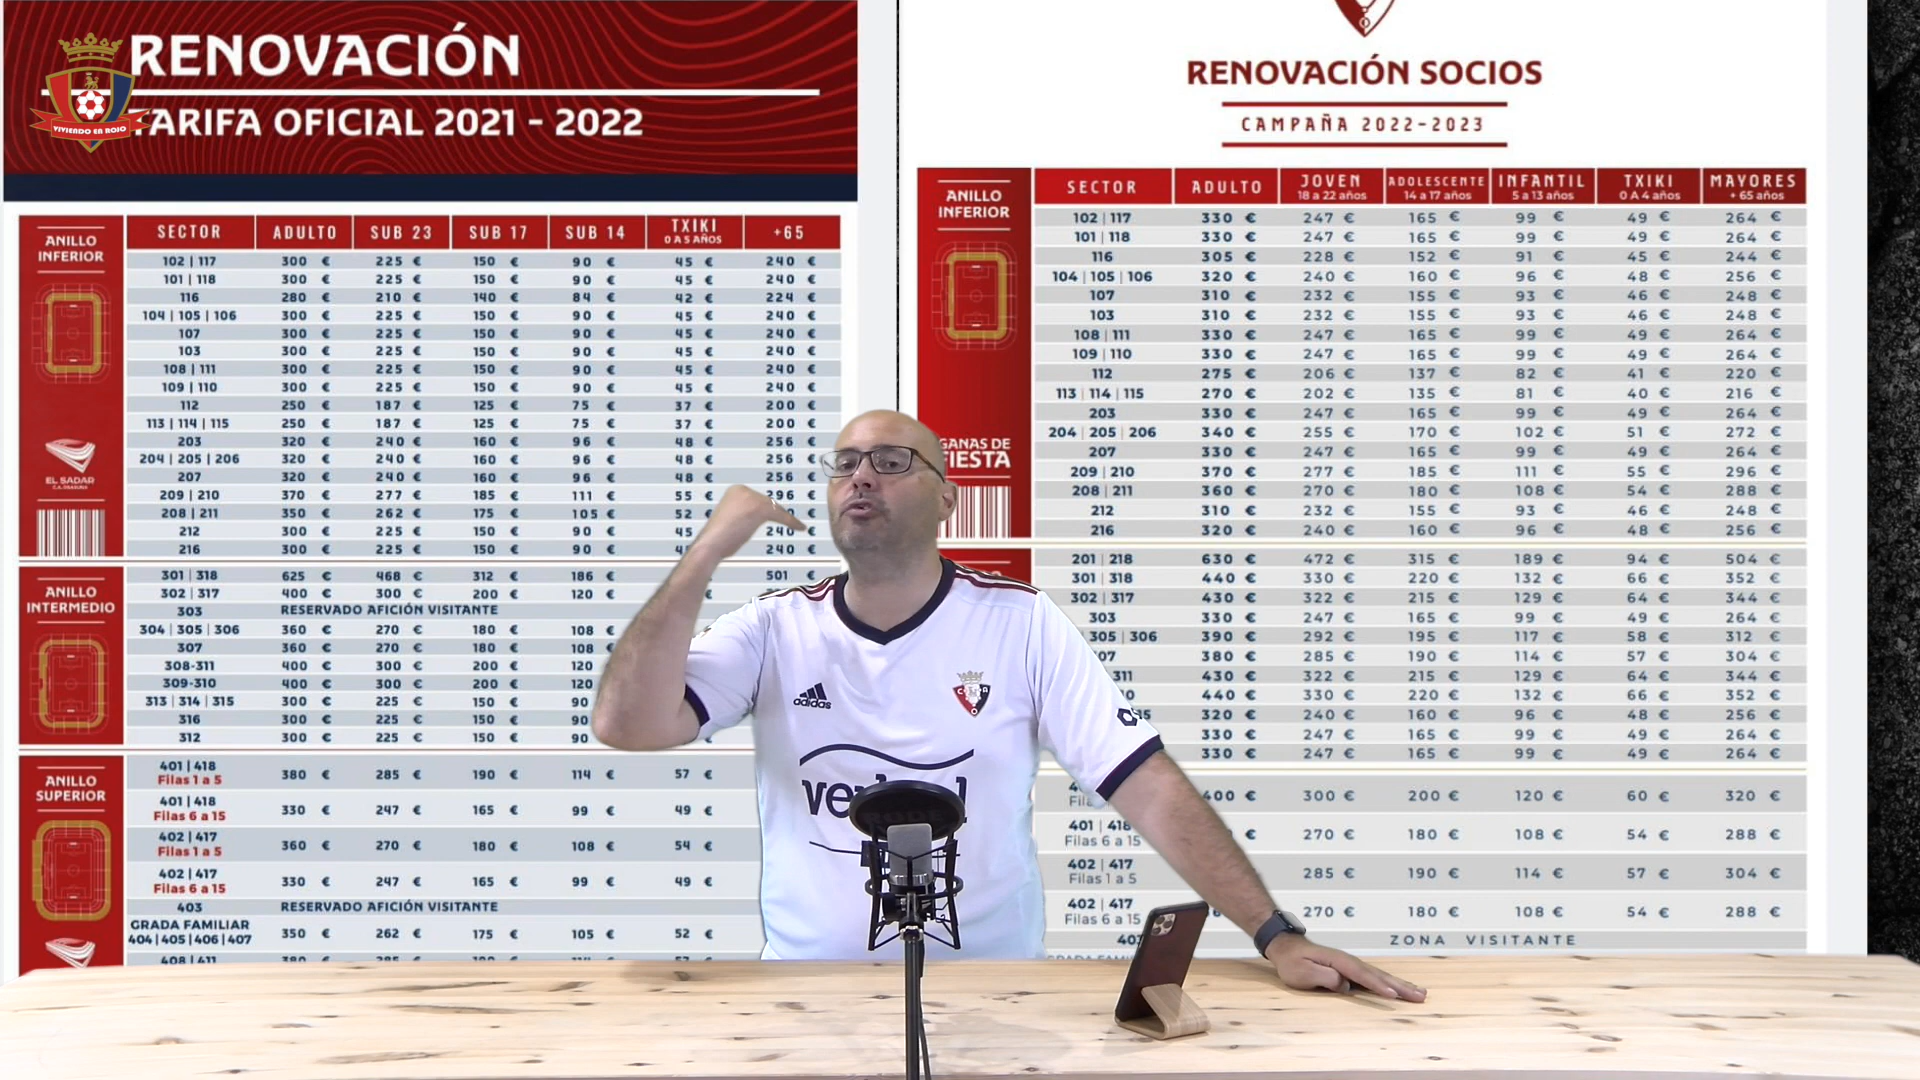 RENOVACIÓN
TARIFA OFICIAL 2021 - 2022
VIVIENDO EN ROJO
ANILLO
INFERIOR
EL SADAR
C.A. OSASUNA
SECTOR ADULTO SUB 23 SUB 17 SUB 14 TXIKI 0 A 5 AÑOS +65
102 | 117 300 € 225 € 150 € 90 € 45 € 240 €
101 | 118 300 € 225 € 150 € 90 € 45 € 240 €
116 280 € 210 € 140 € 84 € 42 € 224 €
104 | 105 | 106 300 € 225 € 150 € 90 € 45 € 240 €
107 300 € 225 € 150 € 90 € 45 € 240 €
103 300 € 225 € 150 € 90 € 45 € 240 €
108 | 111 300 € 225 € 150 € 90 € 45 € 240 €
109 | 110 300 € 225 € 150 € 90 € 45 € 240 €
112 250 € 187 € 125 € 75 € 37 € 200 €
113 | 114 | 115 250 € 187 € 125 € 75 € 37 € 200 €
203 320 € 240 € 160 € 96 € 48 € 256 €
204 | 205 | 206 320 € 240 € 160 € 96 € 48 € 256 €
207 320 € 240 € 160 € 96 € 48 € 256 €
209 | 210 370 € 277 € 185 € 111 € 55 € 296 €
208 | 211 350 € 262 € 175 € 105 € 52 € €
212 300 € 225 € 150 € 90 € 45 240 €
216 300 € 225 € 150 € 90 € 240 €
ANILLO
INTERMEDIO
301 | 318 625 € 468 € 312 € 186 € 501 €
302 | 317 400 € 300 € 200 € 120 €
303 RESERVADO AFICIÓN VISITANTE
304 | 305 | 306 360 € 270 € 180 € 108 €
307 360 € 270 € 180 € 108 €
308-311 400 € 300 € 200 € 120
309-310 400 € 300 € 200 € 120
313 | 314 | 315 300 € 225 € 150 € 90
316 300 € 225 € 150 € 90
312 300 € 225 € 150 € 90
ANILLO
SUPERIOR
401 | 418
Filas 1 a 5 380 € 285 € 190 € 114 € 57 €
401 | 418
Filas 6 a 15 330 € 247 € 165 € 99 € 49 €
402 | 417
Filas 1 a 5 360 € 270 € 180 € 108 € 54 €
402 | 417
Filas 6 a 15 330 € 247 € 165 € 99 € 49 €
403 RESERVADO AFICIÓN VISITANTE
GRADA FAMILIAR
404 | 405 | 406 | 407 350 € 262 € 175 € 105 € 52 €
408 | 411
RENOVACIÓN SOCIOS
CAMPAÑA 2022-2023
ANILLO
INFERIOR
GANAS DE
FIESTA
SECTOR ADULTO JOVEN 18 a 22 años ADOLESCENTE 14 a 17 años INFANTIL 5 a 13 años TXIKI 0 A 4 años MAYORES + 65 años
102 | 117 330 € 247 € 165 € 99 € 49 € 264 €
101 | 118 330 € 247 € 165 € 99 € 49 € 264 €
116 305 € 228 € 152 € 91 € 45 € 244 €
104 | 105 | 106 320 € 240 € 160 € 96 € 48 € 256 €
107 310 € 232 € 155 € 93 € 46 € 248 €
103 310 € 232 € 155 € 93 € 46 € 248 €
108 | 111 330 € 247 € 165 € 99 € 49 € 264 €
109 | 110 330 € 247 € 165 € 99 € 49 € 264 €
112 275 € 206 € 137 € 82 € 41 € 220 €
113 | 114 | 115 270 € 202 € 135 € 81 € 40 € 216 €
203 330 € 247 € 165 € 99 € 49 € 264 €
204 | 205 | 206 340 € 255 € 170 € 102 € 51 € 272 €
207 330 € 247 € 165 € 99 € 49 € 264 €
209 | 210 370 € 277 € 185 € 111 € 55 € 296 €
208 | 211 360 € 270 € 180 € 108 € 54 € 288 €
212 310 € 232 € 155 € 93 € 46 € 248 €
216 320 € 240 € 160 € 96 € 48 € 256 €
201 | 218 630 € 472 € 315 € 189 € 94 € 504 €
301 | 318 440 € 330 € 220 € 132 € 66 € 352 €
302 | 317 430 € 322 € 215 € 129 € 64 € 344 €
303 330 € 247 € 165 € 99 € 49 € 264 €
305 | 306 390 € 292 € 195 € 117 € 58 € 312 €
07 380 € 285 € 190 € 114 € 57 € 304 €
311 430 € 322 € 215 € 129 € 64 € 344 €
10 440 € 330 € 220 € 132 € 66 € 352 €
15 320 € 240 € 160 € 96 € 48 € 256 €
330 € 247 € 165 € 99 € 49 € 264 €
330 € 247 € 165 € 99 € 49 € 264 €
400 € 300 € 200 € 120 € 60 € 320 €
401 | 418
Filas 6 a 15 € 270 € 180 € 108 € 54 € 288 €
402 | 417
Filas 1 a 5 285 € 190 € 114 € 57 € 304 €
402 | 417
Filas 6 a 15 270 € 180 € 108 € 54 € 288 €
403 ZONA VISITANTE
adidas